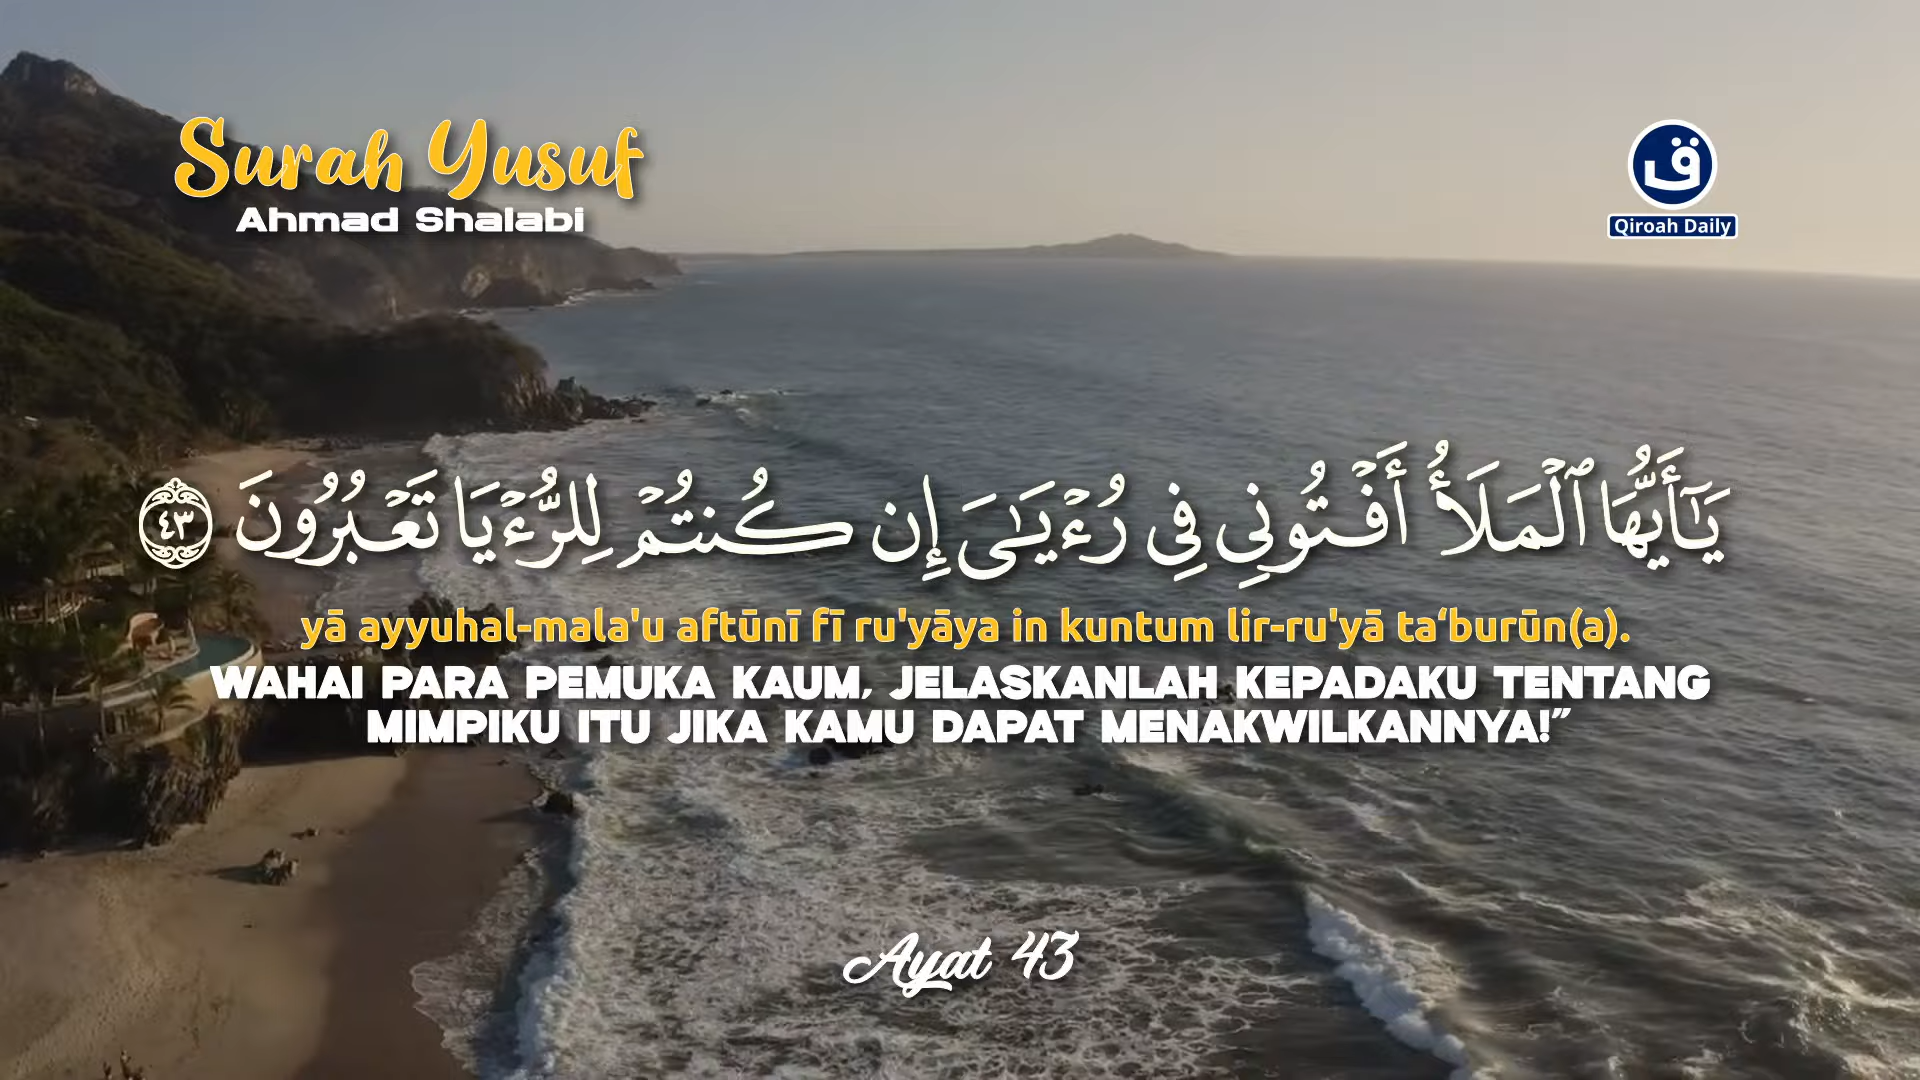 Surah Yusuf
Ahmad Shalabi
ق
Qiroah Daily
يَـٰٓأَيُّهَا ٱلْمَلَأُ أَفْتُونِى فِى رُءْيَـٰىَ إِن كُنتُمْ لِلرُّءْيَا تَعْبُرُونَ ٤٣
yā ayyuhal-mala'u aftūnī fī ru'yāya in kuntum lir-ru'yā ta‘burūn(a).
WAHAI PARA PEMUKA KAUM, JELASKANLAH KEPADAKU TENTANG
MIMPIKU ITU JIKA KAMU DAPAT MENAKWILKANNYA!”
Ayat 43